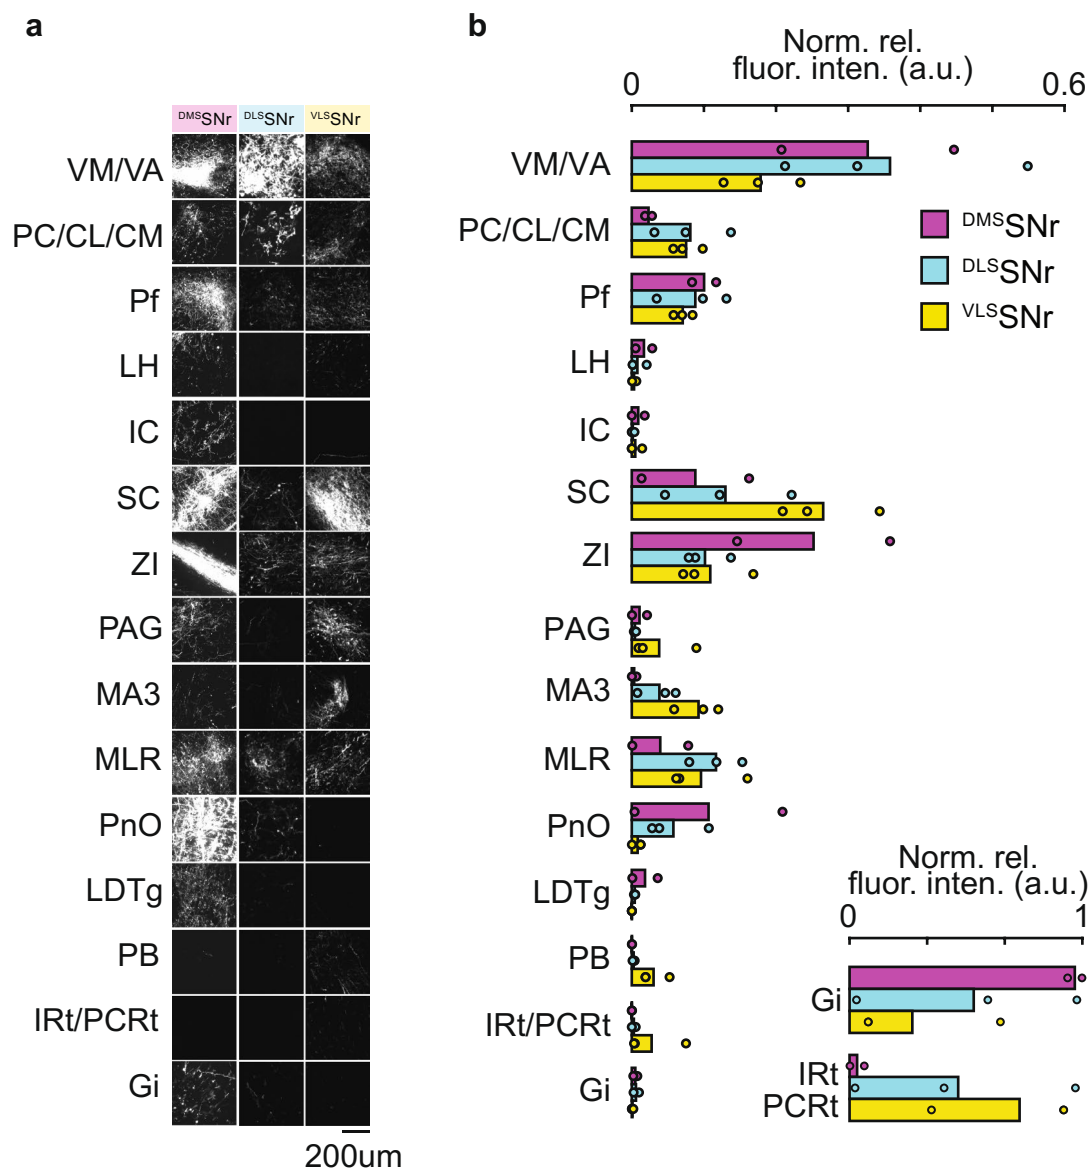 a
b
Norm. rel.
fluor. inten. (a.u.)
0
0.6
DMSSNr
DLSSNr
VLSSNr
VM/VA
PC/CL/CM
Pf
LH
IC
SC
ZI
PAG
MA3
MLR
PnO
LDTg
PB
IRt/PCRt
Gi
200um
VM/VA
PC/CL/CM
Pf
LH
IC
SC
ZI
PAG
MA3
MLR
PnO
LDTg
PB
IRt/PCRt
Gi
DMSSNr
DLSSNr
VLSSNr
Norm. rel.
fluor. inten. (a.u.)
0
1
Gi
IRt
PCRt